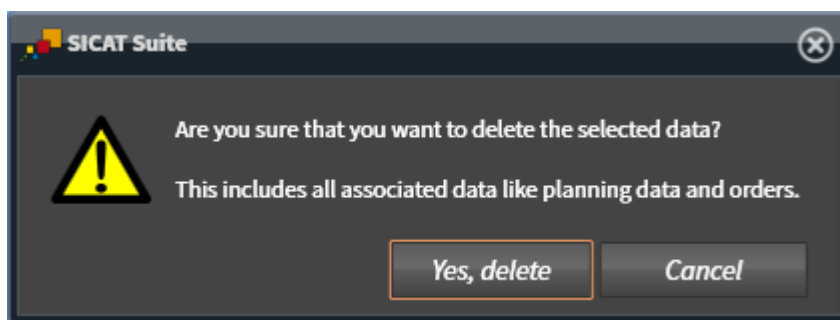 SICAT Suite
Are you sure that you want to delete the selected data?
This includes all associated data like planning data and orders.
Yes, delete
Cancel